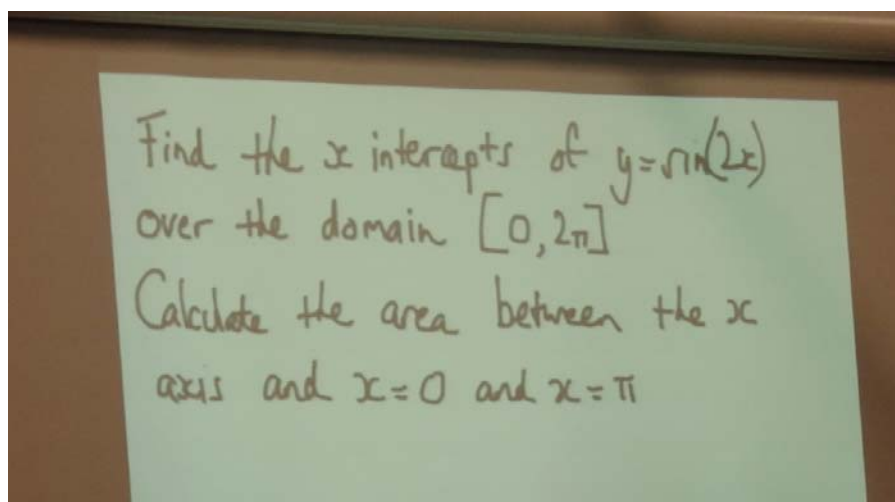 Find the x intercepts of y=sin(2x)
over the domain [0,2π]
Calculate the area between the x
axis and x=0 and x=π